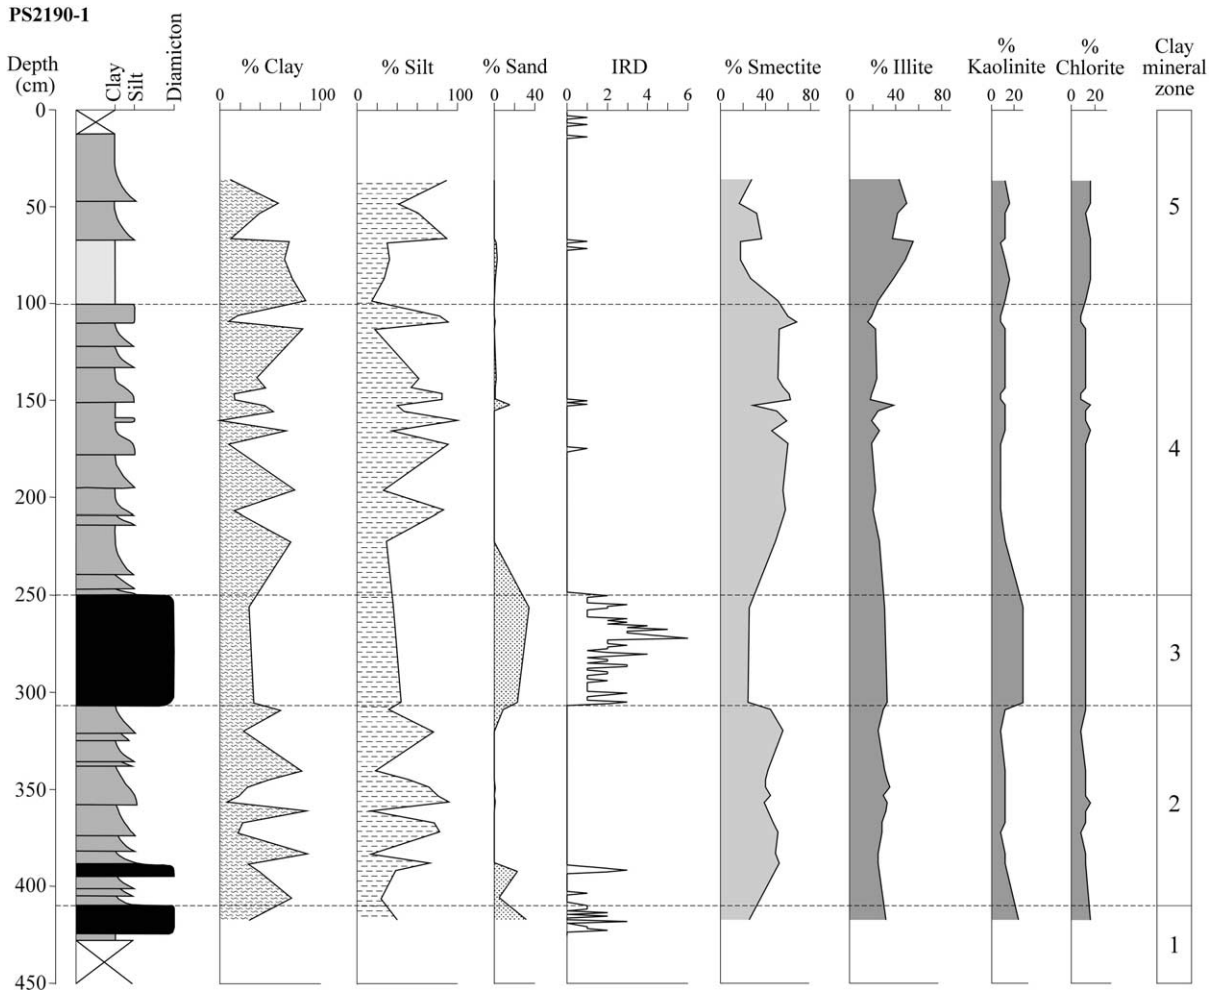 PS2190-1
Depth
(cm)
Clay
Silt
Diamicton
% Clay
% Silt
% Sand
IRD
% Smectite
% Illite
%
Kaolinite
%
Chlorite
Clay
mineral
zone
0 100
0 100
0 40
0 2 4 6
0 40 80
0 40 80
0 20
0 20
0
50
100
150
200
250
300
350
400
450
5
4
3
2
1